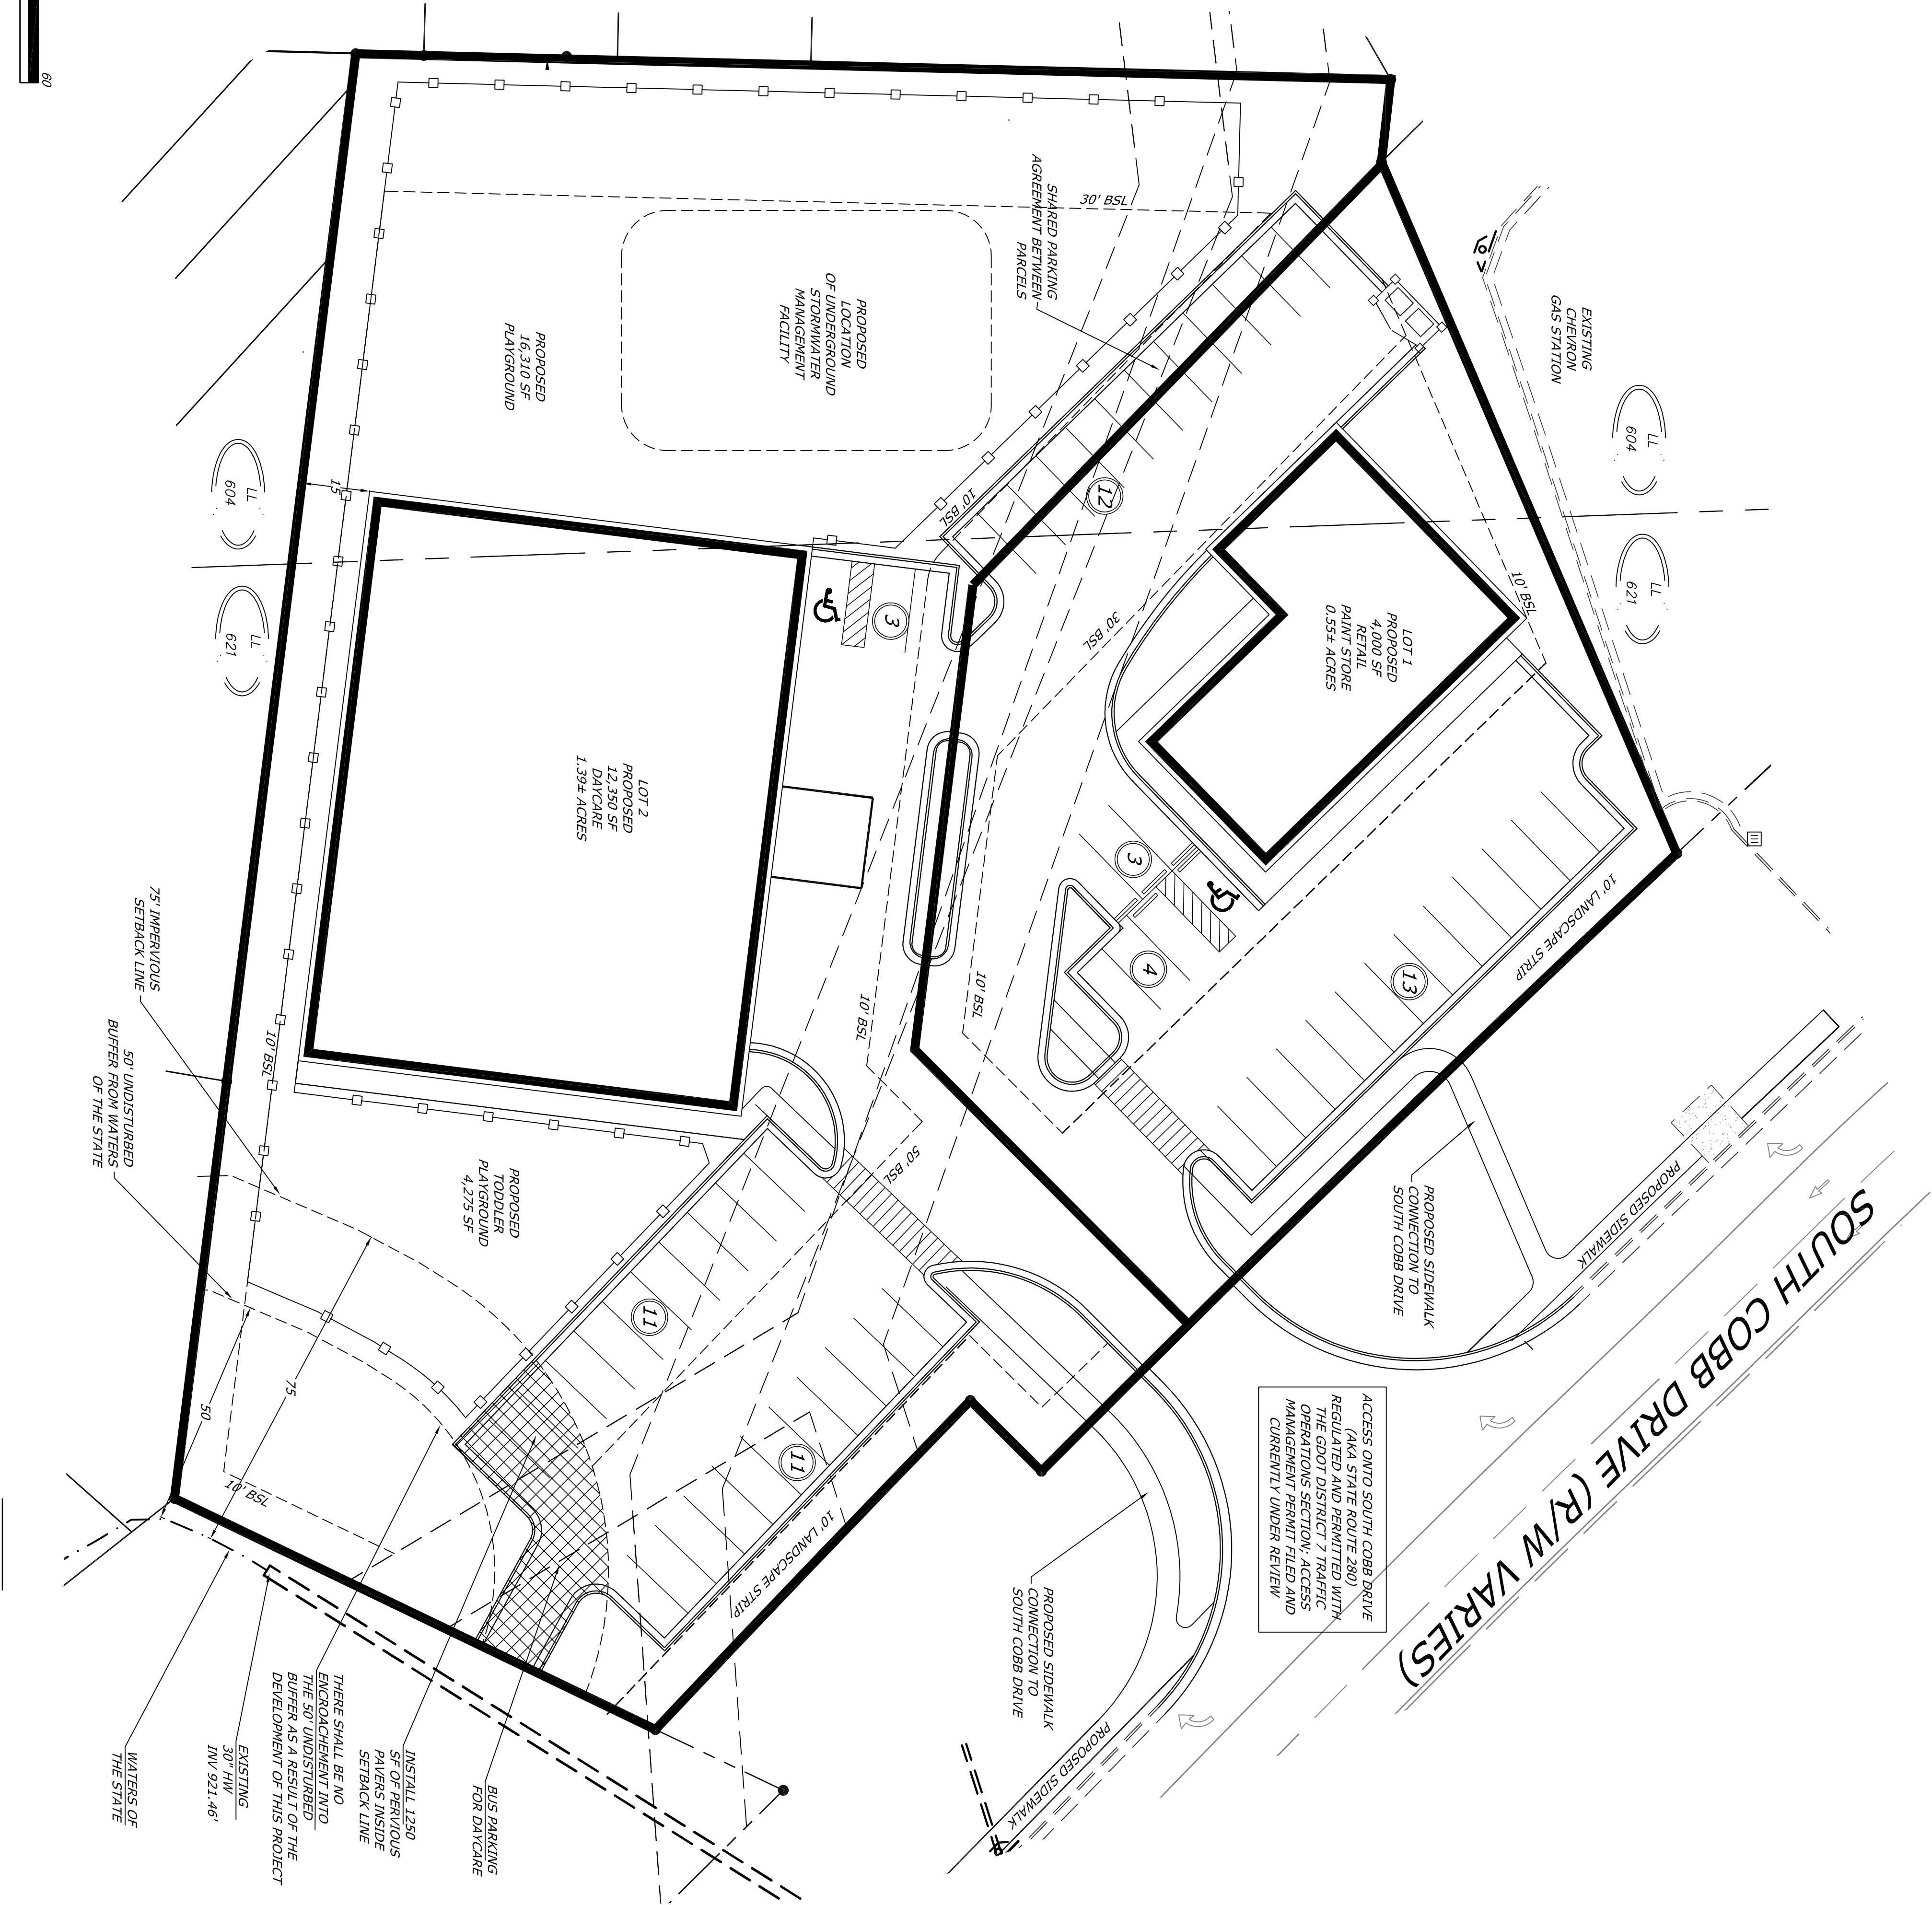 60
30' BSL
SHARED PARKING
AGREEMENT BETWEEN
PARCELS
EXISTING
CHEVRON
GAS STATION
PROPOSED
LOCATION
OF UNDERGROUND
STORMWATER
MANAGEMENT
FACILITY
PROPOSED
16,310 SF
PLAYGROUND
LL
604
LL
604
15'
10' BSL
12
LL
621
LL
621
10' BSL
3
30' BSL
LOT 1
PROPOSED
4,000 SF
RETAIL
PAINT STORE
0.55± ACRES
LOT 2
PROPOSED
12,350 SF
DAYCARE
1.39± ACRES
3
4
13
10' LANDSCAPE STRIP
10' BSL
10' BSL
75' IMPERVIOUS
SETBACK LINE
50' UNDISTURBED
BUFFER FROM WATERS
OF THE STATE
10' BSL
50' BSL
PROPOSED
TODDLER
PLAYGROUND
4,275 SF
PROPOSED SIDEWALK
CONNECTION TO
SOUTH COBB DRIVE
PROPOSED SIDEWALK
SOUTH COBB DRIVE (R/W VARIES)
11
11
75
50
10' BSL
10' LANDSCAPE STRIP
ACCESS ONTO SOUTH COBB DRIVE
(AKA STATE ROUTE 280)
REGULATED AND PERMITTED WITH
THE GDOT DISTRICT 7 TRAFFIC
OPERATIONS SECTION; ACCESS
MANAGEMENT PERMIT FILED AND
CURRENTLY UNDER REVIEW
PROPOSED SIDEWALK
CONNECTION TO
SOUTH COBB DRIVE
PROPOSED SIDEWALK
BUS PARKING
FOR DAYCARE
INSTALL 1250
SF OF PERVIOUS
PAVERS INSIDE
SETBACK LINE
THERE SHALL BE NO
ENCROACHEMENT INTO
THE 50' UNDISTURBED
BUFFER AS A RESULT OF THE
DEVELOPMENT OF THIS PROJECT
EXISTING
30" HW
INV 921.46'
WATERS OF
THE STATE